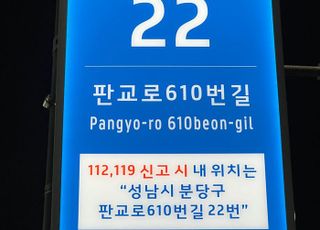 22
판교로610번길
Pangyo-ro 610beon-gil
112,119 신고 시 내 위치는
“성남시 분당구
판교로610번길 22번”